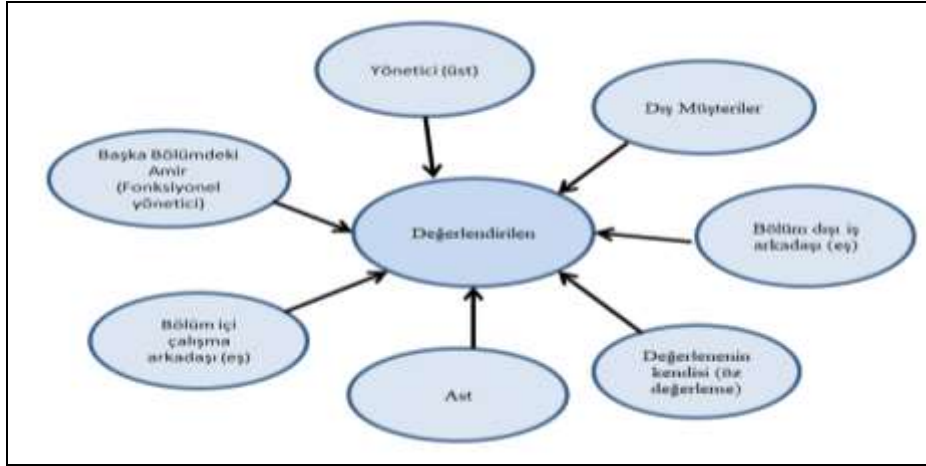 Yönetici (üst)
Dış Müşteriler
Başka Bölümdeki
Amir
(Fonksiyonel
yönetici)
Değerlendirilen
Bölüm dışı iş
arkadaşı (eş)
Bölüm içi
çalışma
arkadaşı (eş)
Ast
Değerlenenin
kendisi (öz
değerleme)